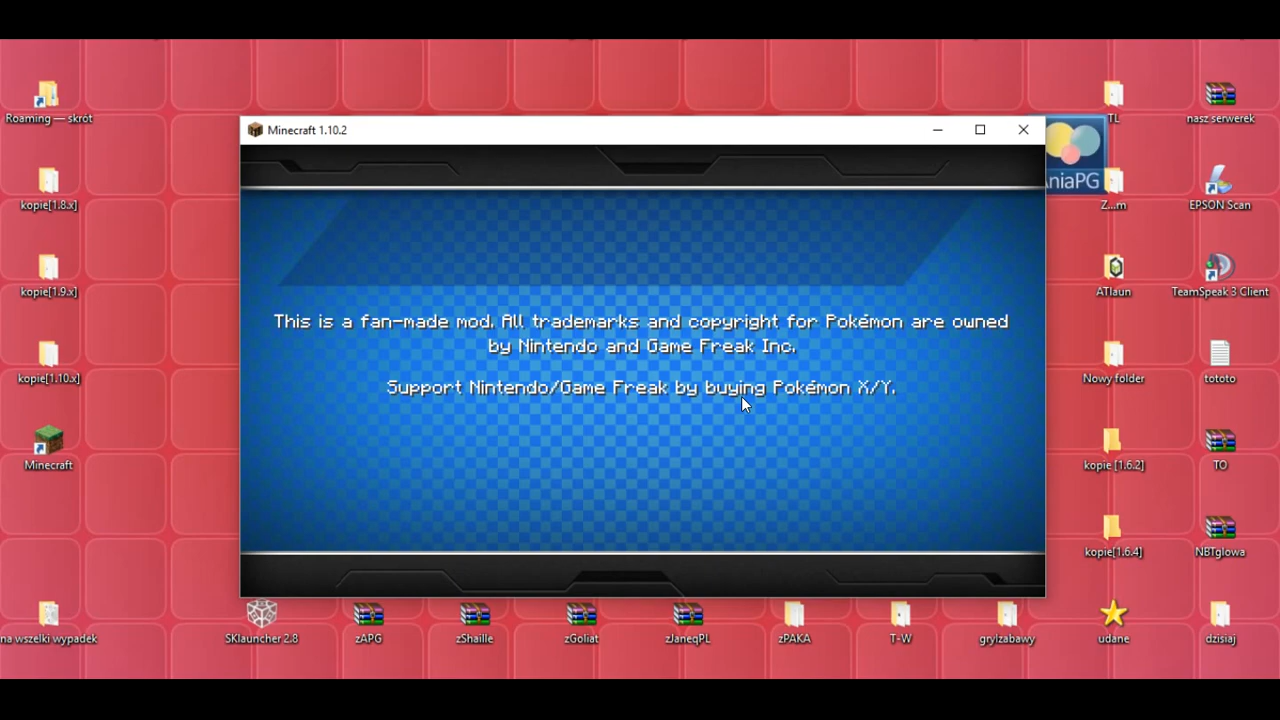 Roaming — skrót
TL
nasz serwerek
Minecraft 1.10.2
niaPG
kopie[1.8.x]
Z...m
EPSON Scan
This is a fan-made mod. All trademarks and copyright for Pokémon are owned
by Nintendo and Game Freak Inc.
Support Nintendo/Game Freak by buying Pokémon X/Y.
kopie[1.9.x]
ATlaun
TeamSpeak 3 Client
kopie[1.10.x]
Nowy folder
tototo
Minecraft
kopie [1.6.2]
TO
kopie[1.6.4]
NBTglowa
na wszelki wypadek
SKlauncher 2.8
zAPG
zShaille
zGoliat
zJaneqPL
zPAKA
T-W
gryIzabawy
udane
dzisiaj